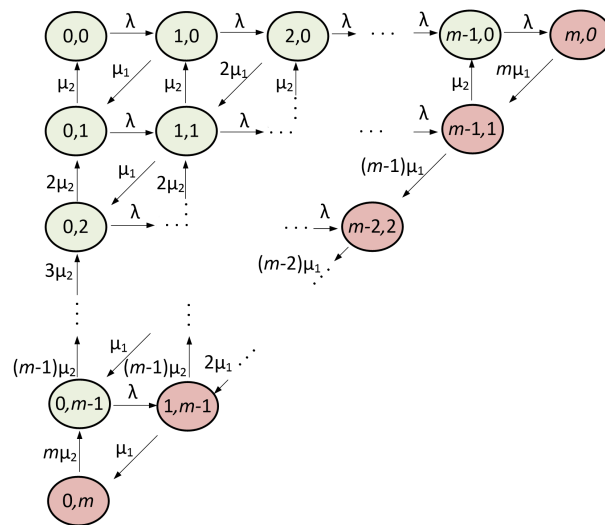 λ λ λ λ λ
0,0 1,0 2,0 · · · m-1,0 m,0
μ₂ μ₁ μ₂ 2μ₁ μ₂ μ₂ mμ₁
λ λ λ
0,1 1,1 · · · · · · m-1,1
2μ₂ μ₁ 2μ₂ (m-1)μ₁
λ λ
0,2 · · · · · · m-2,2
3μ₂ (m-2)μ₁
(m-1)μ₂ μ₁ (m-1)μ₂ 2μ₁
λ
0,m-1 1,m-1
mμ₂ μ₁
0,m